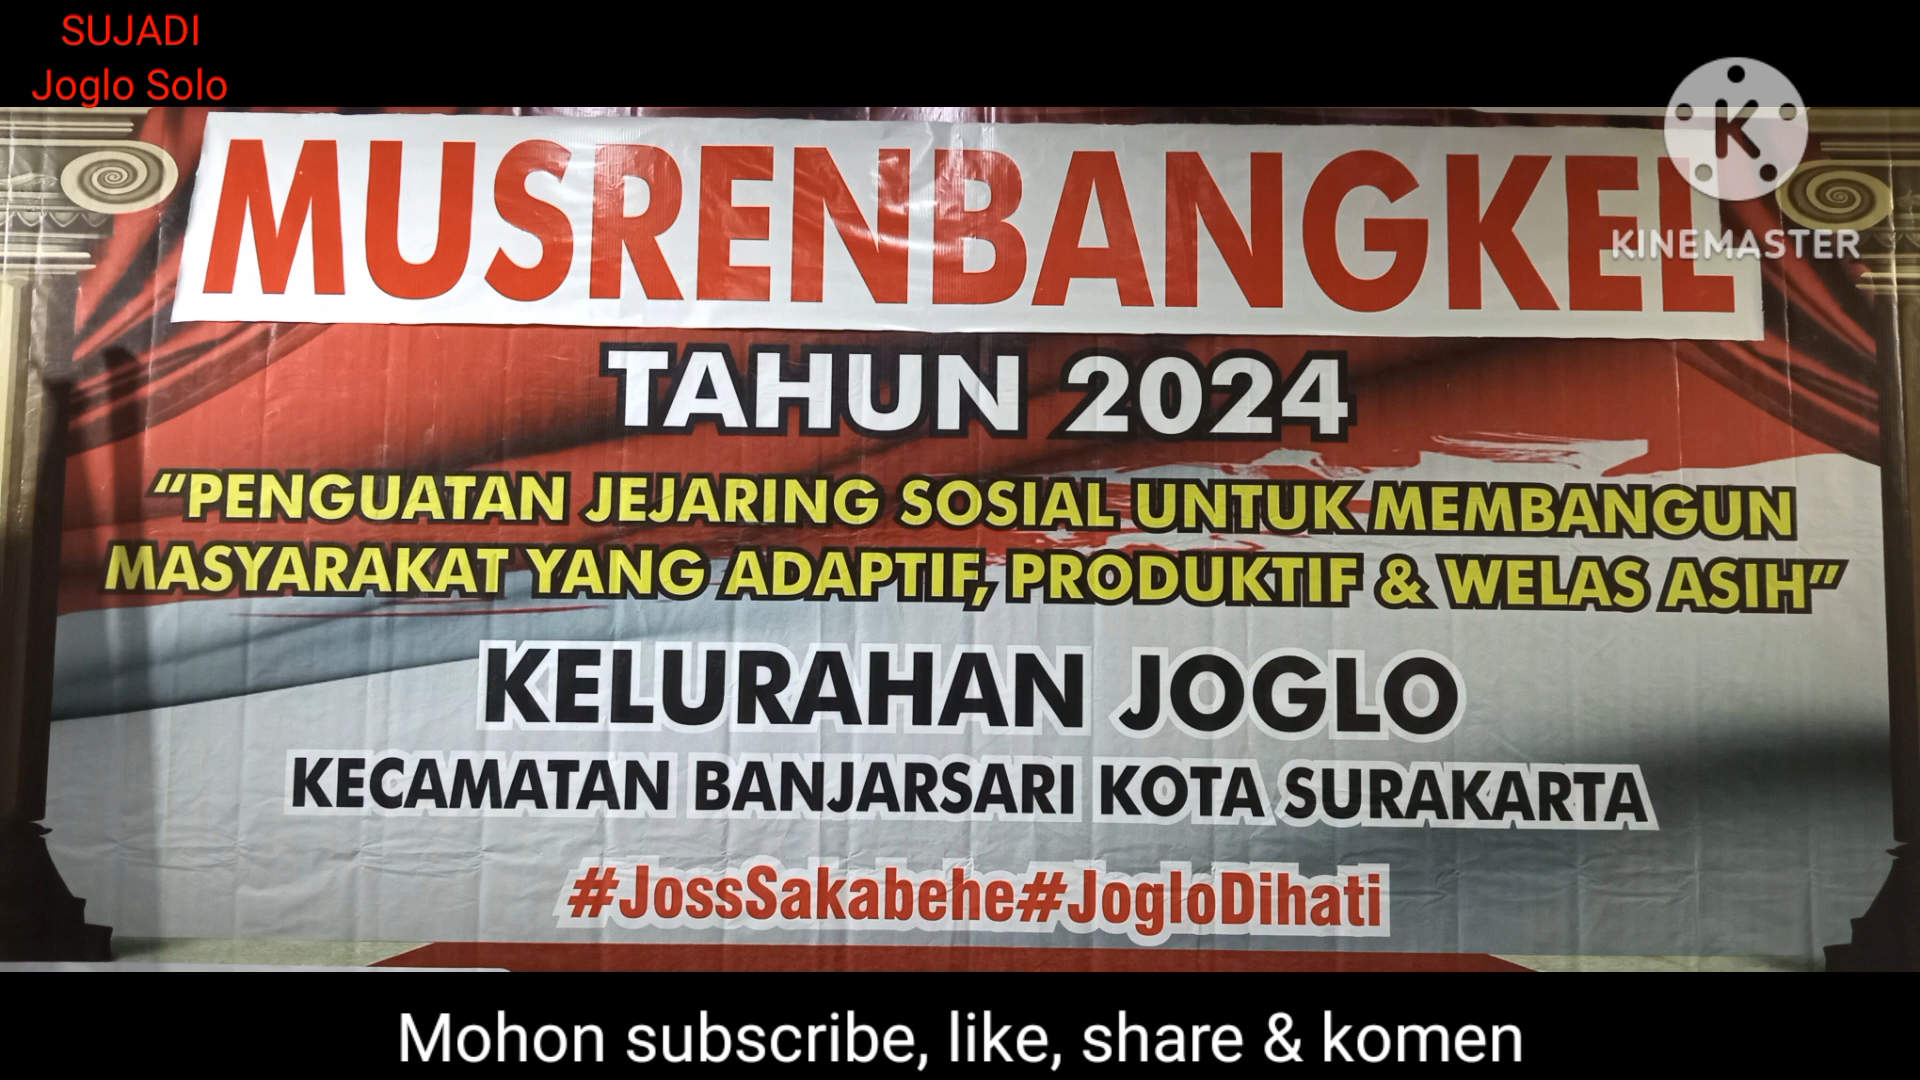 SUJADI
Joglo Solo
K
KINEMASTER
MUSRENBANGKEL
TAHUN 2024
“PENGUATAN JEJARING SOSIAL UNTUK MEMBANGUN
MASYARAKAT YANG ADAPTIF, PRODUKTIF & WELAS ASIH”
KELURAHAN JOGLO
KECAMATAN BANJARSARI KOTA SURAKARTA
#JossSakabehe#JogloDihati
Mohon subscribe, like, share & komen